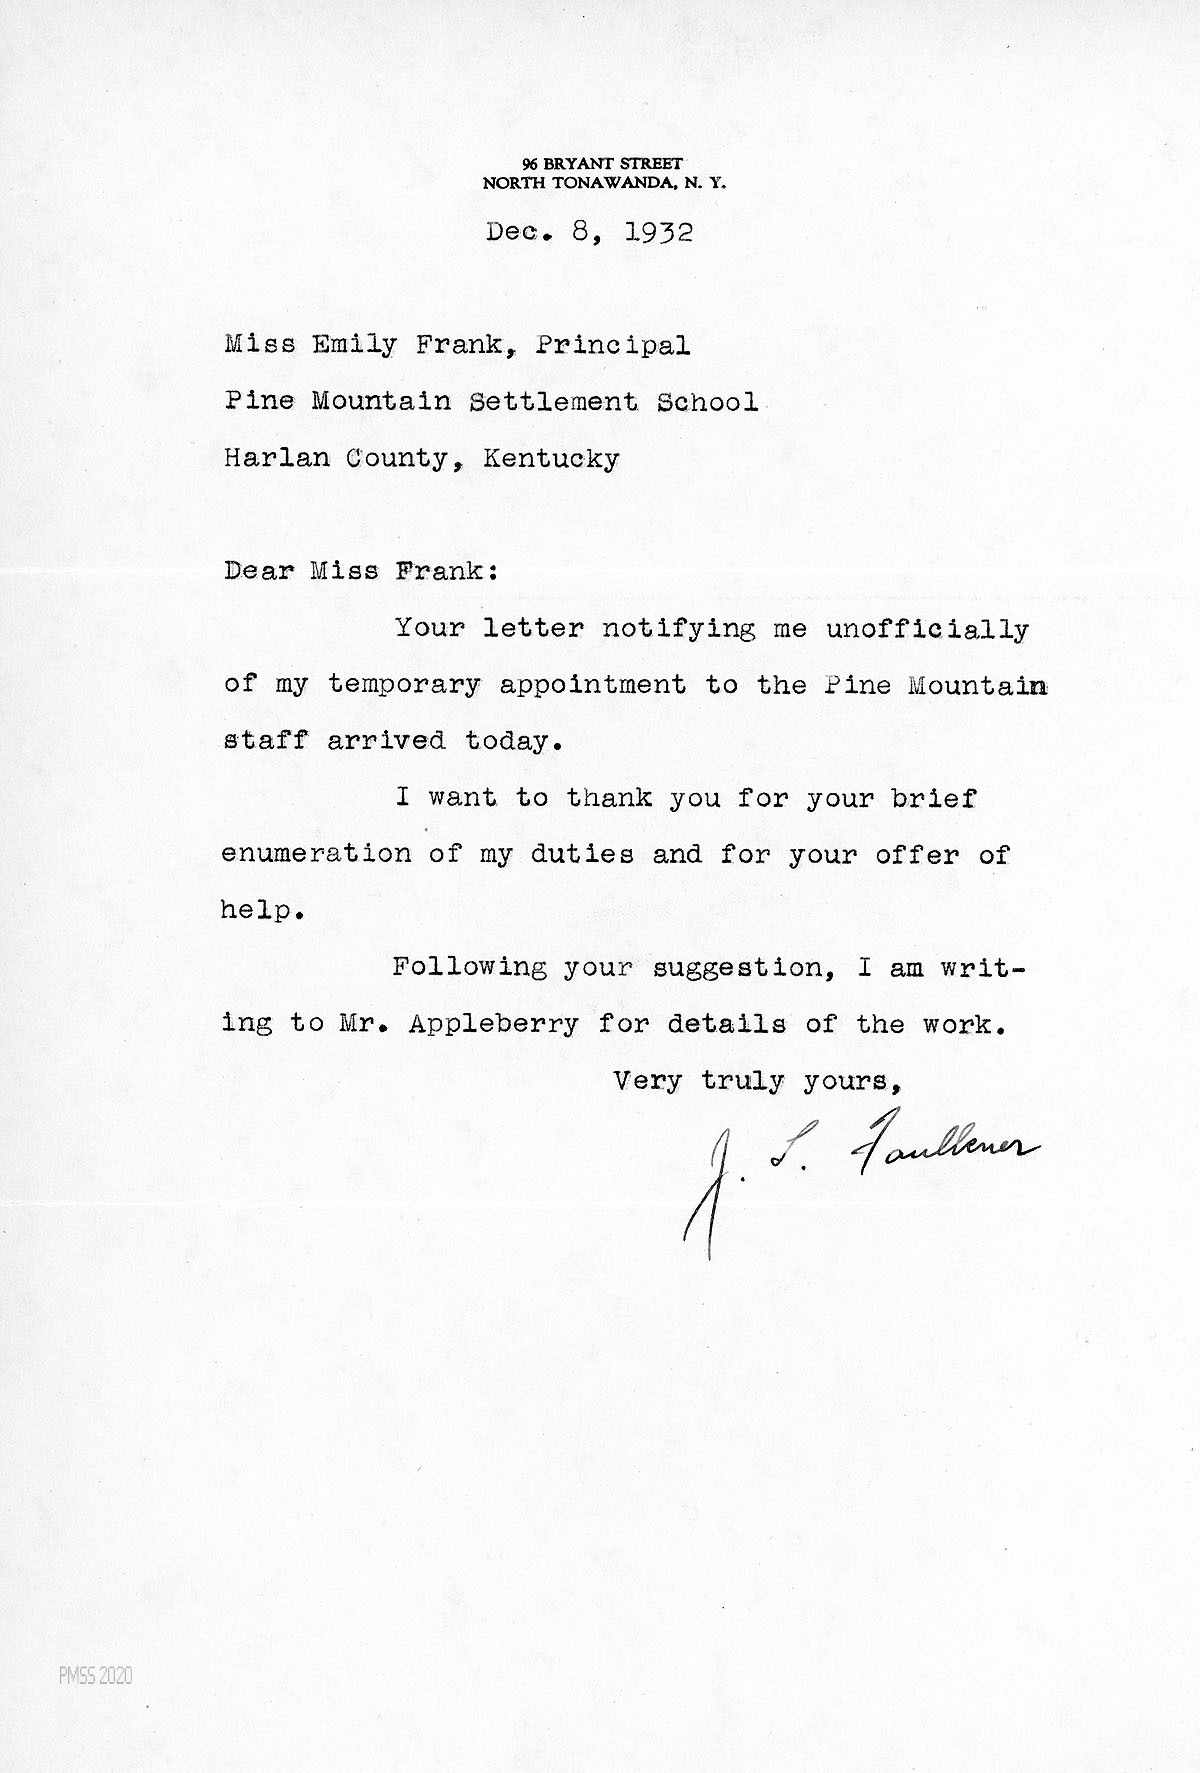 96 BRYANT STREET
NORTH TONAWANDA, N. Y.
Dec. 8, 1932
Miss Emily Frank, Principal
Pine Mountain Settlement School
Harlan County, Kentucky
Dear Miss Frank:
Your letter notifying me unofficially
of my temporary appointment to the Pine Mountain
staff arrived today.
I want to thank you for your brief
enumeration of my duties and for your offer of
help.
Following your suggestion, I am writ-
ing to Mr. Appleberry for details of the work.
Very truly yours,
J. S. Faulkner
PMSS 2020